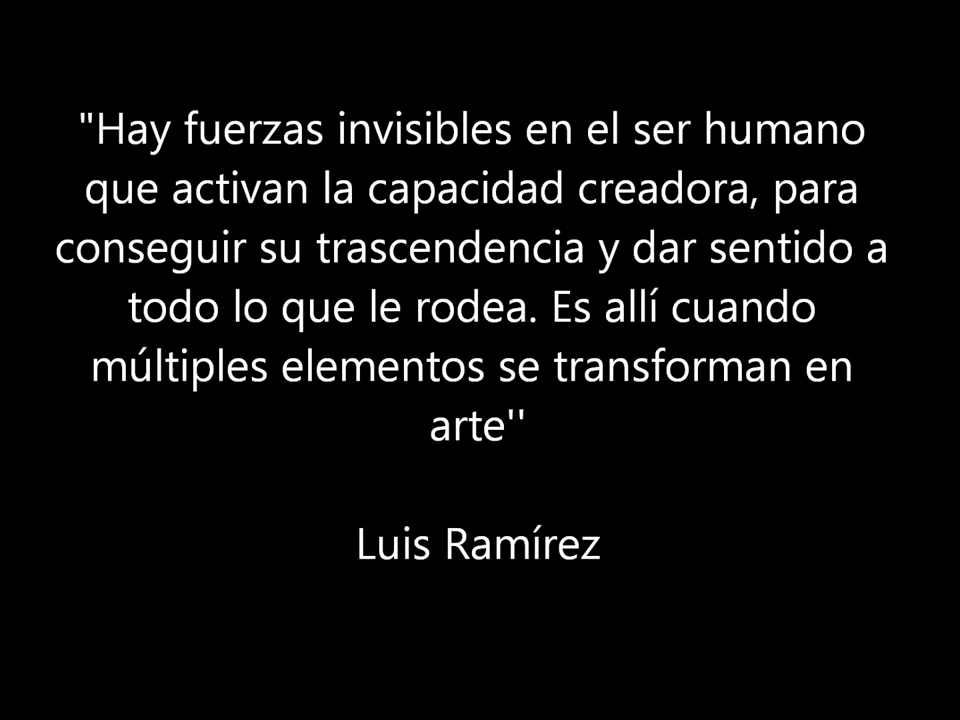 "Hay fuerzas invisibles en el ser humano
que activan la capacidad creadora, para
conseguir su trascendencia y dar sentido a
todo lo que le rodea. Es allí cuando
múltiples elementos se transforman en
arte''
Luis Ramírez